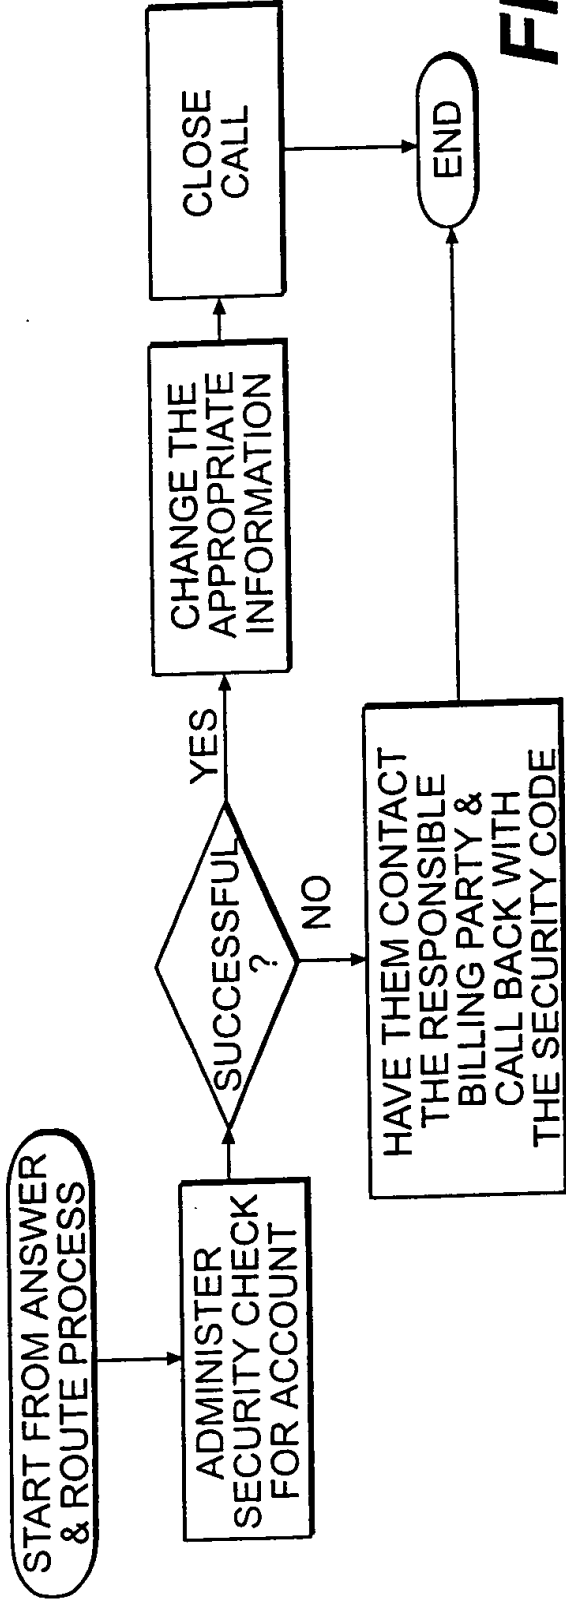 START FROM ANSWER
& ROUTE PROCESS
ADMINISTER
SECURITY CHECK
FOR ACCOUNT
SUCCESSFUL
?
YES
CHANGE THE
APPROPRIATE
INFORMATION
CLOSE
CALL
NO
HAVE THEM CONTACT
THE RESPONSIBLE
BILLING PARTY &
CALL BACK WITH
THE SECURITY CODE
END